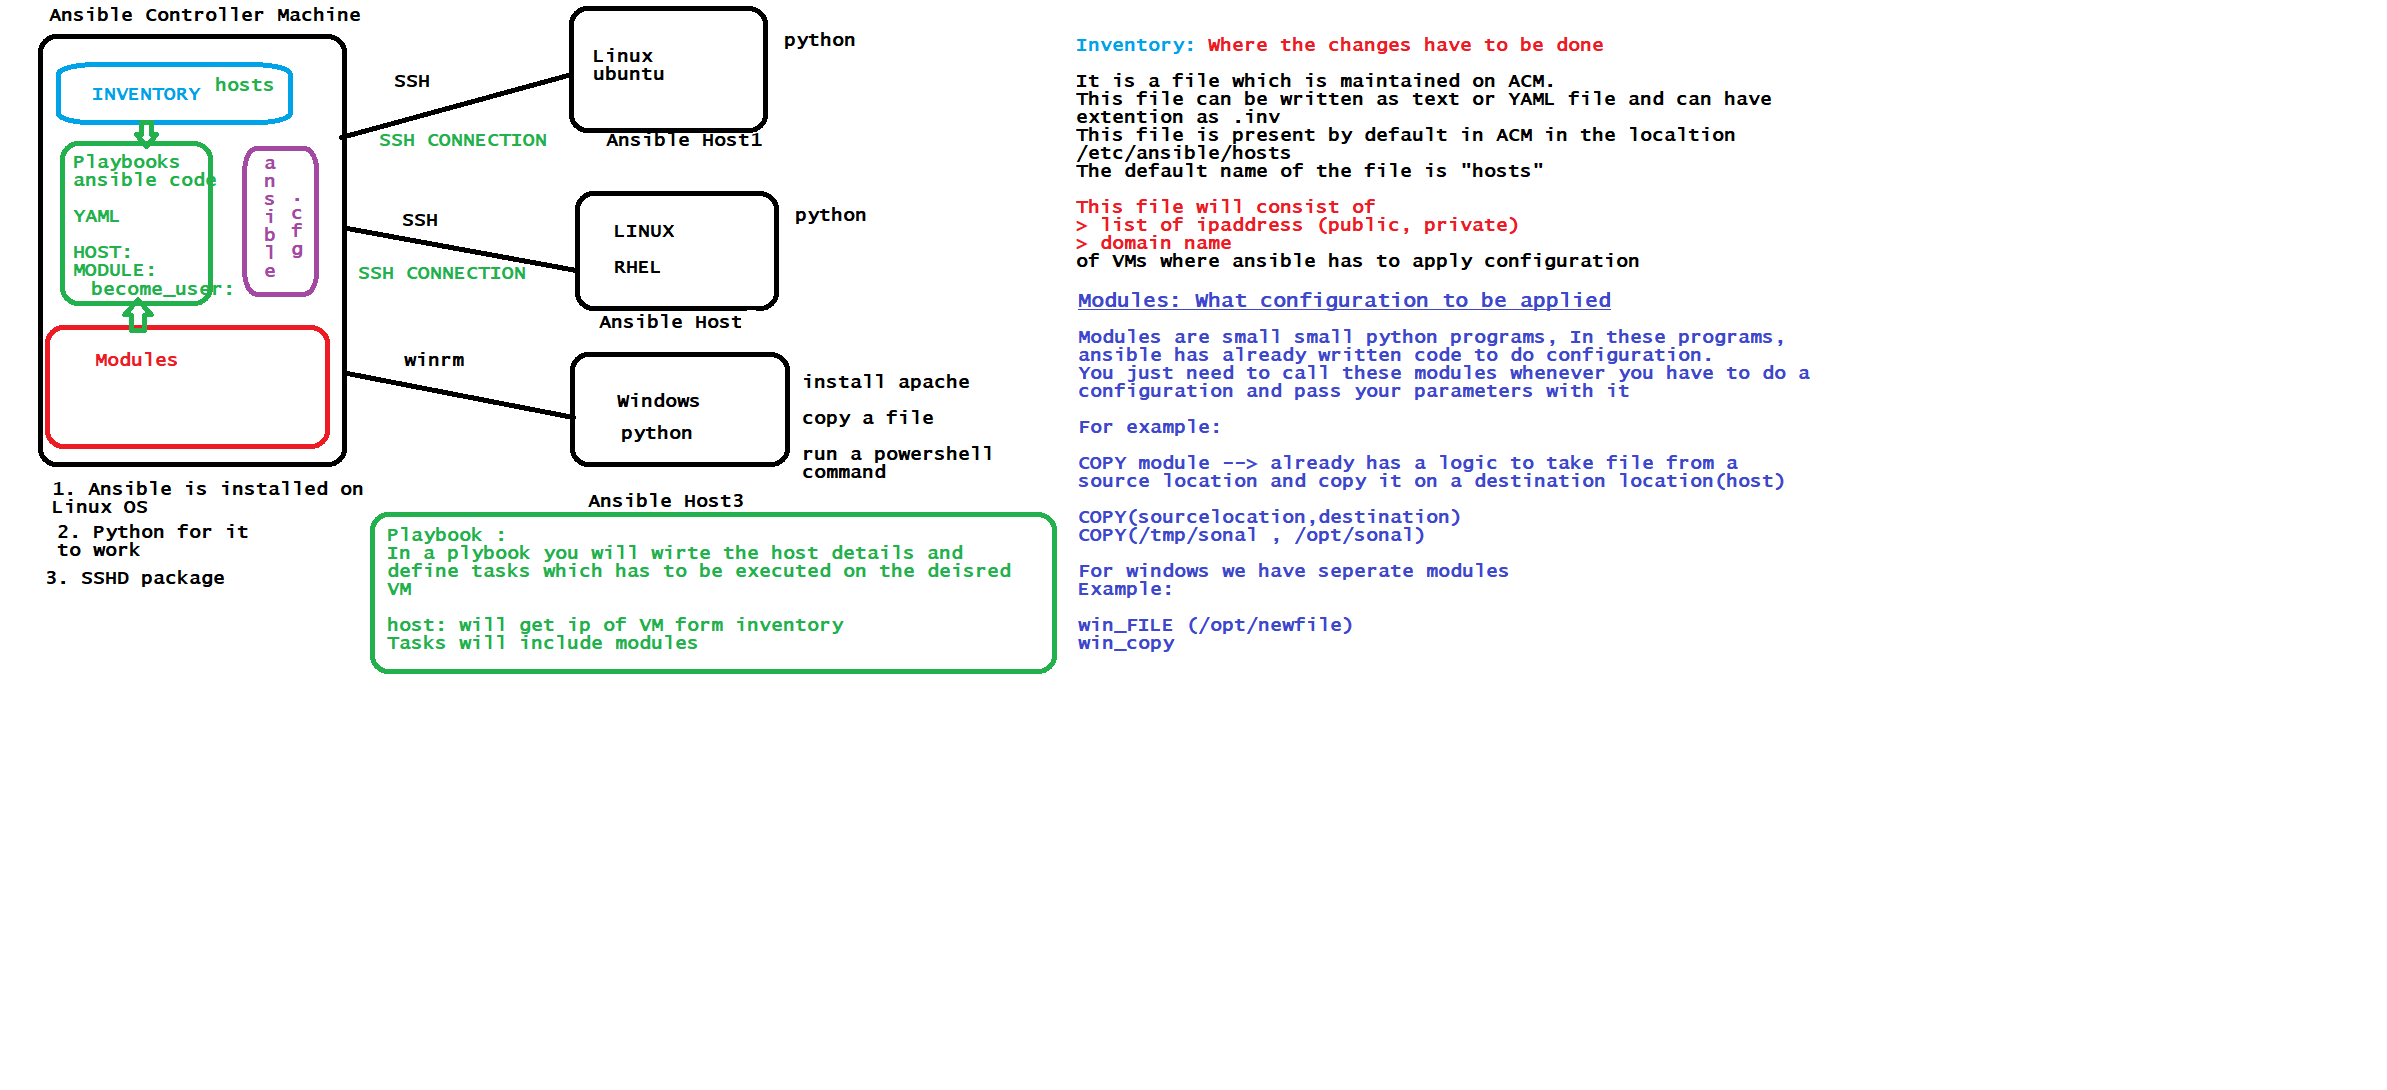 Ansible Controller Machine
INVENTORY hosts
Playbooks
ansible code
YAML
HOST:
MODULE:
become_user:
ansible
.cfg
Modules
1. Ansible is installed on
Linux OS
2. Python for it
to work
3. SSHD package
SSH
SSH CONNECTION
Linux
ubuntu
python
Ansible Host1
SSH
SSH CONNECTION
LINUX
RHEL
python
Ansible Host
winrm
Windows
python
install apache
copy a file
run a powershell
command
Ansible Host3
Playbook :
In a plybook you will wirte the host details and
define tasks which has to be executed on the deisred
VM
host: will get ip of VM form inventory
Tasks will include modules
Inventory: Where the changes have to be done
It is a file which is maintained on ACM.
This file can be written as text or YAML file and can have
extention as .inv
This file is present by default in ACM in the localtion
/etc/ansible/hosts
The default name of the file is "hosts"
This file will consist of
> list of ipaddress (public, private)
> domain name
of VMs where ansible has to apply configuration
Modules: What configuration to be applied
Modules are small small python programs, In these programs,
ansible has already written code to do configuration.
You just need to call these modules whenever you have to do a
configuration and pass your parameters with it
For example:
COPY module --> already has a logic to take file from a
source location and copy it on a destination location(host)
COPY(sourcelocation,destination)
COPY(/tmp/sonal , /opt/sonal)
For windows we have seperate modules
Example:
win_FILE (/opt/newfile)
win_copy